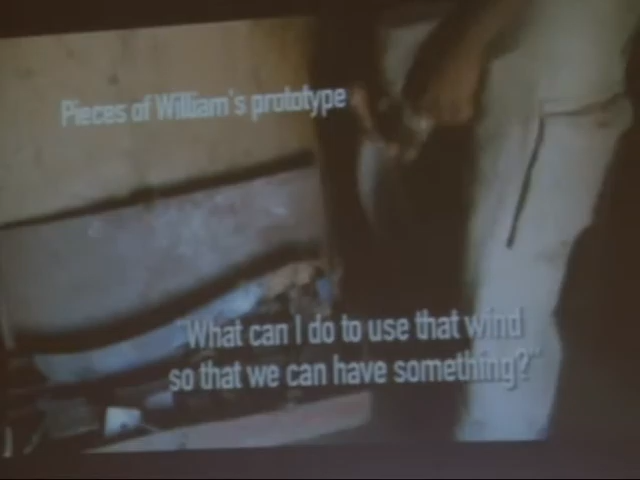 Pieces of William's prototype
"What can I do to use that wind
so that we can have something?"